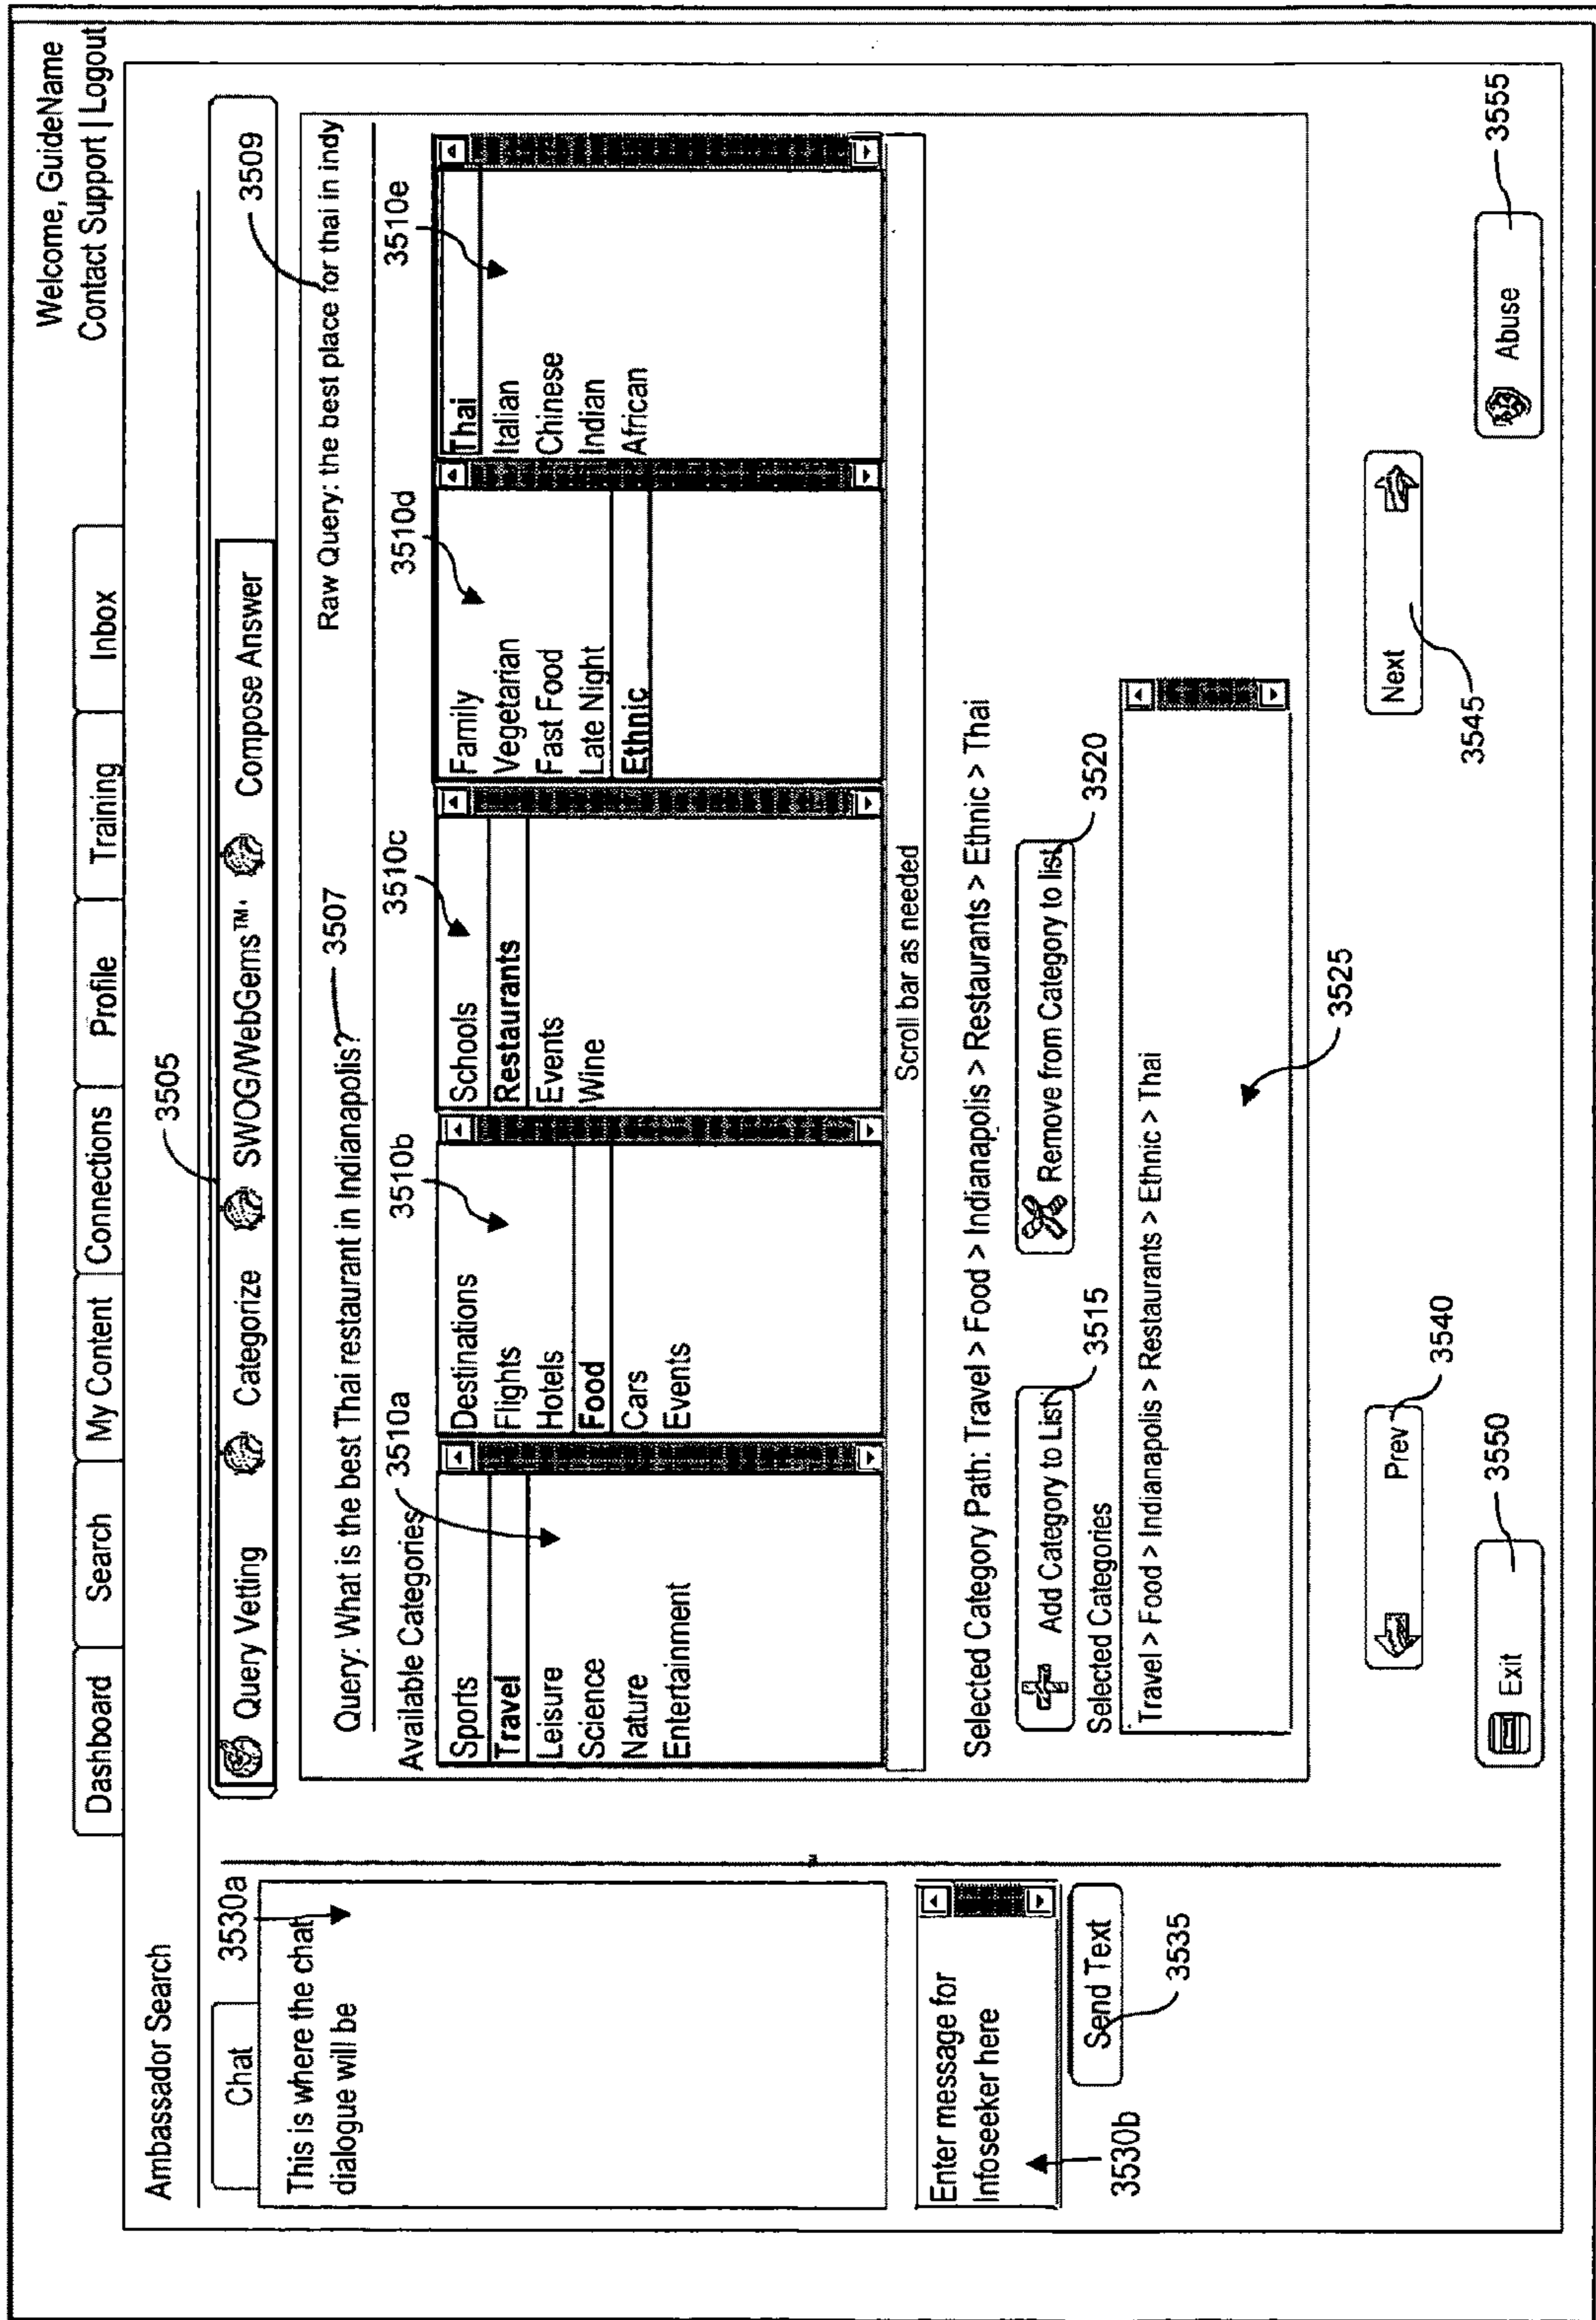 Welcome, GuideName
Contact Support | Logout
Dashboard
Search
My Content
Connections
Profile
Training
Inbox
Ambassador Search
Chat
3530a
This is where the chat
dialogue will be
Enter message for
Infoseeker here
3530b
Send Text
3535
3505
Query Vetting
Categorize
SWOG/WebGems™
Compose Answer
3509
Query: What is the best Thai restaurant in Indianapolis?
3507
Raw Query: the best place for thai in indy
Available Categories
3510a
3510b
3510c
3510d
3510e
Sports
Travel
Leisure
Science
Nature
Entertainment
Destinations
Flights
Hotels
Food
Cars
Events
Schools
Restaurants
Events
Wine
Family
Vegetarian
Fast Food
Late Night
Ethnic
Thai
Italian
Chinese
Indian
African
Scroll bar as needed
Selected Category Path: Travel > Food > Indianapolis > Restaurants > Ethnic > Thai
Add Category to List
3515
Remove from Category to list
3520
Selected Categories
Travel > Food > Indianapolis > Restaurants > Ethnic > Thai
3525
Prev
3540
Next
3545
Exit
3550
Abuse
3555